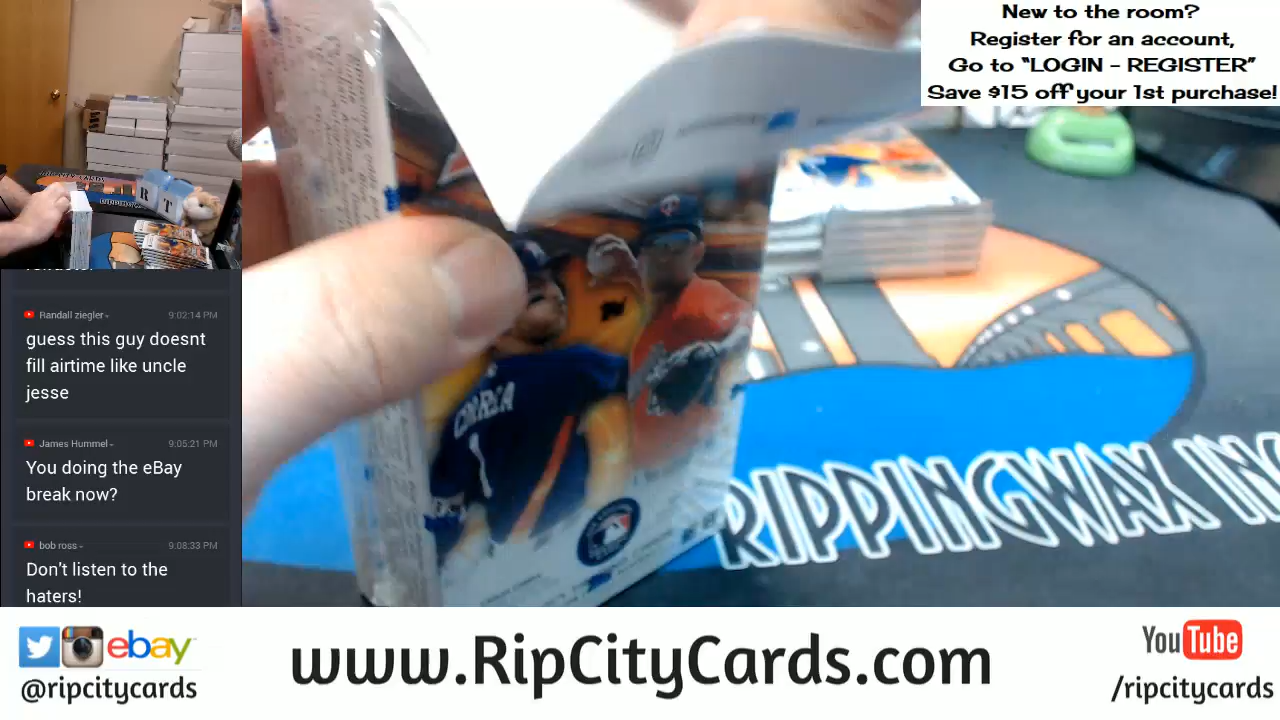 New to the room?
Register for an account,
Go to "LOGIN - REGISTER"
Save $15 off your 1st purchase!
R T
Randall ziegler 9:02:14 PM
guess this guy doesnt
fill airtime like uncle
jesse
James Hummel 9:05:21 PM
You doing the eBay
break now?
bob ross 9:08:33 PM
Don't listen to the
haters!
CORREA
1
RIPPINGWAX INC
ebay
@ripcitycards
www.RipCityCards.com
YouTube
/ripcitycards